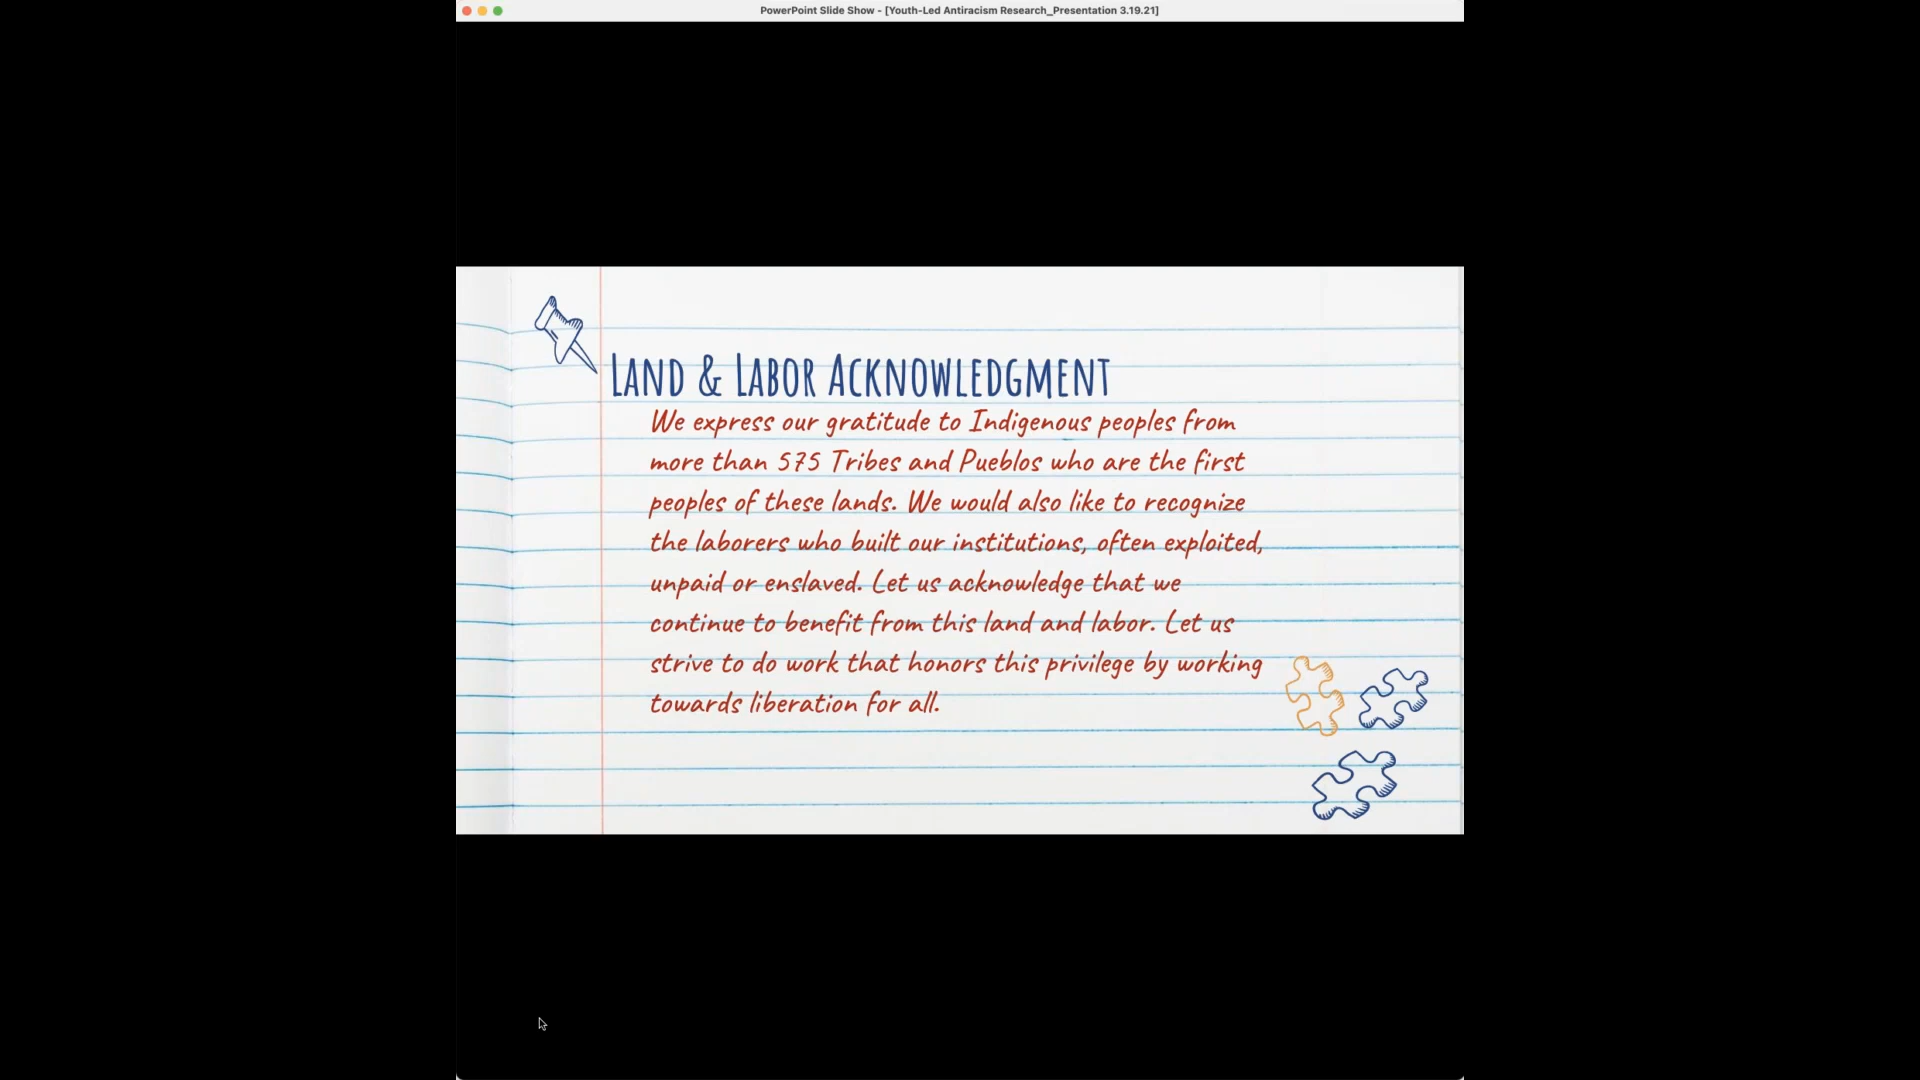 PowerPoint Slide Show - [Youth-Led Antiracism Research_Presentation 3.19.21]
Land & Labor Acknowledgment
We express our gratitude to Indigenous peoples from
more than 575 Tribes and Pueblos who are the first
peoples of these lands. We would also like to recognize
the laborers who built our institutions, often exploited,
unpaid or enslaved. Let us acknowledge that we
continue to benefit from this land and labor. Let us
strive to do work that honors this privilege by working
towards liberation for all.